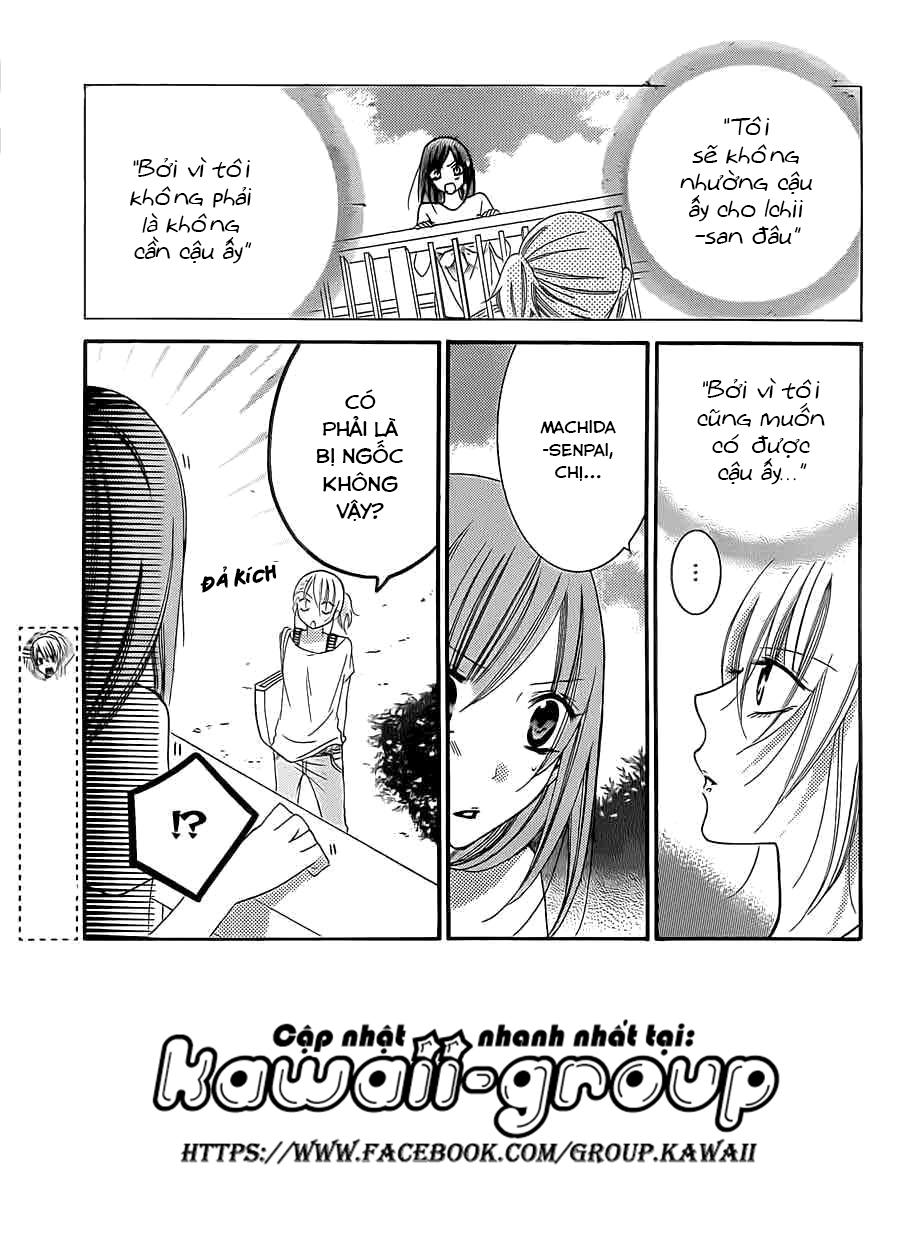 "Tôi
sẽ không
nhường cậu
ấy cho Ichii
-san đâu"
"Bởi vì tôi
không phải
là không
cần cậu ấy"
"Bởi vì tôi
cũng muốn
có được
cậu ấy..."
...
MACHIDA
-SENPAI,
CHỊ...
CÓ
PHẢI LÀ
BỊ NGỐC
KHÔNG
VẬY?
ĐẢ KÍCH
!?
Cập nhật nhanh nhất tại:
kawaii-group
HTTPS://WWW.FACEBOOK.COM/GROUP.KAWAII